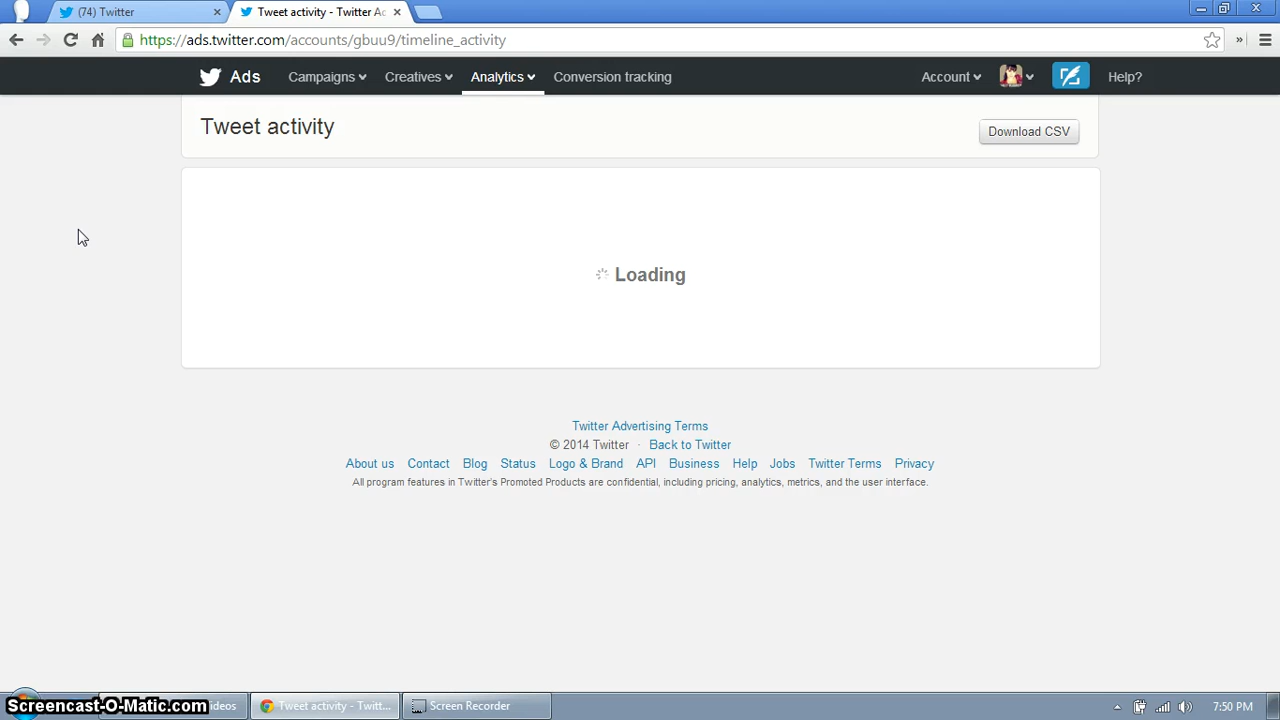 (74) Twitter
Tweet activity - Twitter Ac
https://ads.twitter.com/accounts/gbuu9/timeline_activity
Ads Campaigns Creatives Analytics Conversion tracking Account Help?
Tweet activity
Download CSV
Loading
Twitter Advertising Terms
© 2014 Twitter · Back to Twitter
About us Contact Blog Status Logo & Brand API Business Help Jobs Twitter Terms Privacy
All program features in Twitter's Promoted Products are confidential, including pricing, analytics, metrics, and the user interface.
Screencast-O-Matic.com
Tweet activity - Twitt...
Screen Recorder
7:50 PM